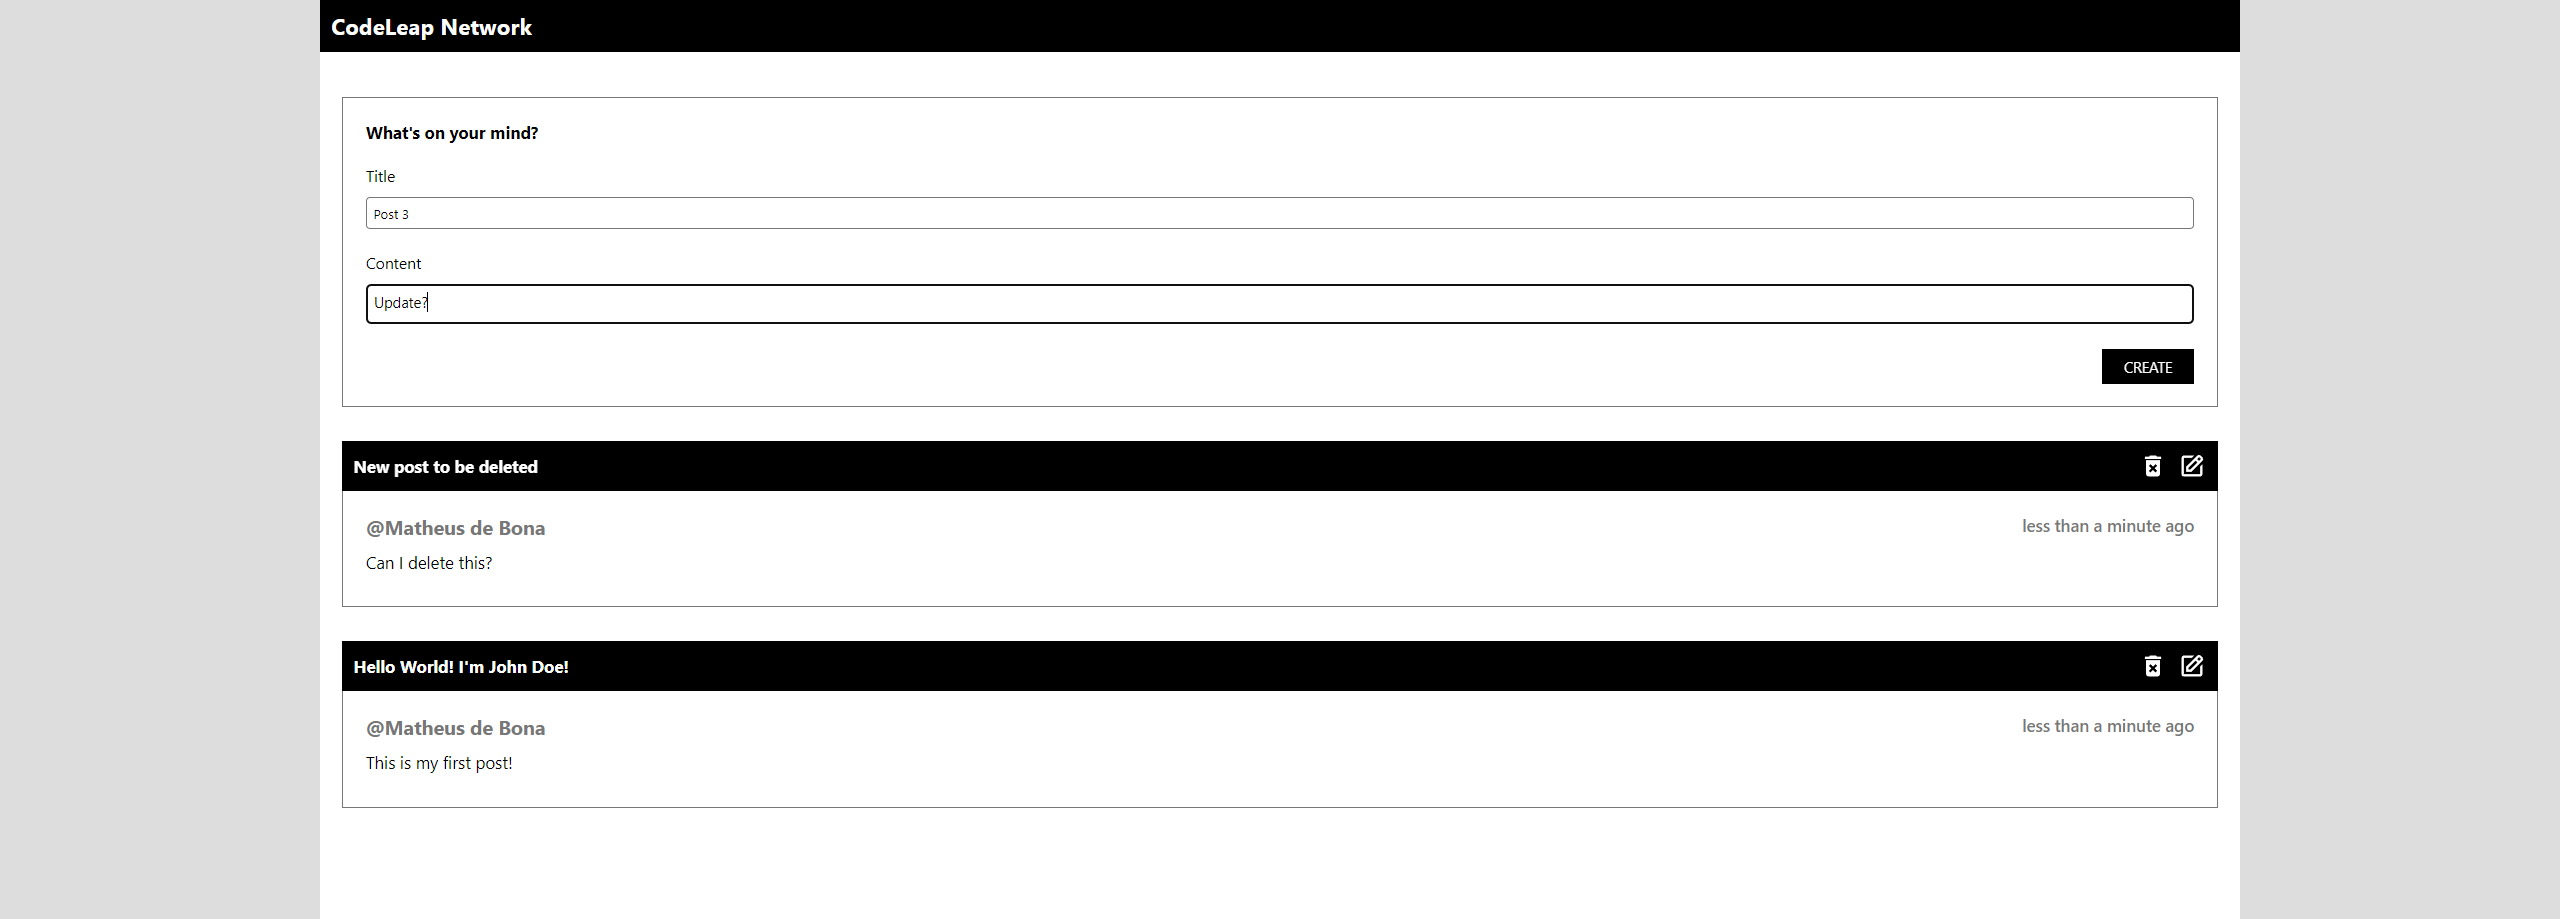 CodeLeap Network
What's on your mind?
Title
Post 3
Content
Update?
CREATE
New post to be deleted
@Matheus de Bona
less than a minute ago
Can I delete this?
Hello World! I'm John Doe!
@Matheus de Bona
less than a minute ago
This is my first post!